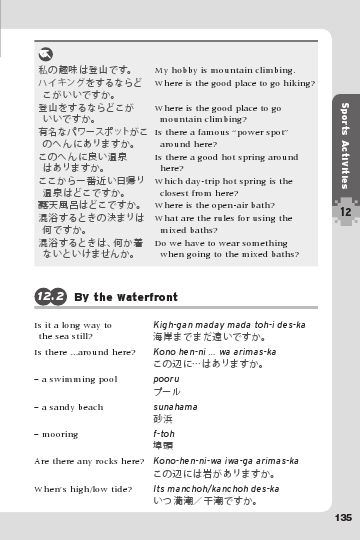 私の趣味は登山です。 My hobby is mountain climbing.
ハイキングをするならど Where is the good place to go hiking?
こがいいですか。
登山をするならどこが Where is the good place to go
いいですか。 mountain climbing?
有名なパワースポットがこ Is there a famous “power spot”
のへんにありますか。 around here?
このへんに良い温泉 Is there a good hot spring around
はありますか。 here?
ここから一番近い日帰り Which day-trip hot spring is the
温泉はどこですか。 closest from here?
露天風呂はどこですか。 Where is the open-air bath?
混浴するときの決まりは What are the rules for using the
何ですか。 mixed baths?
混浴するときは、何か着 Do we have to wear something
ないといけませんか。 when going to the mixed baths?
Sports Activities
12
12.2 By the waterfront
Is it a long way to Kigh-gan maday mada toh-i des-ka
the sea still? 海岸までまだ遠いですか。
Is there ...around here? Kono hen-ni ... wa arimas-ka
この辺に…はありますか。
– a swimming pool pooru
プール
– a sandy beach sunahama
砂浜
– mooring f-toh
埠頭
Are there any rocks here? Kono-hen-ni-wa iwa-ga arimas-ka
この辺には岩がありますか。
When's high/low tide? Its manchoh/kanchoh des-ka
いつ満潮／干潮ですか。
135